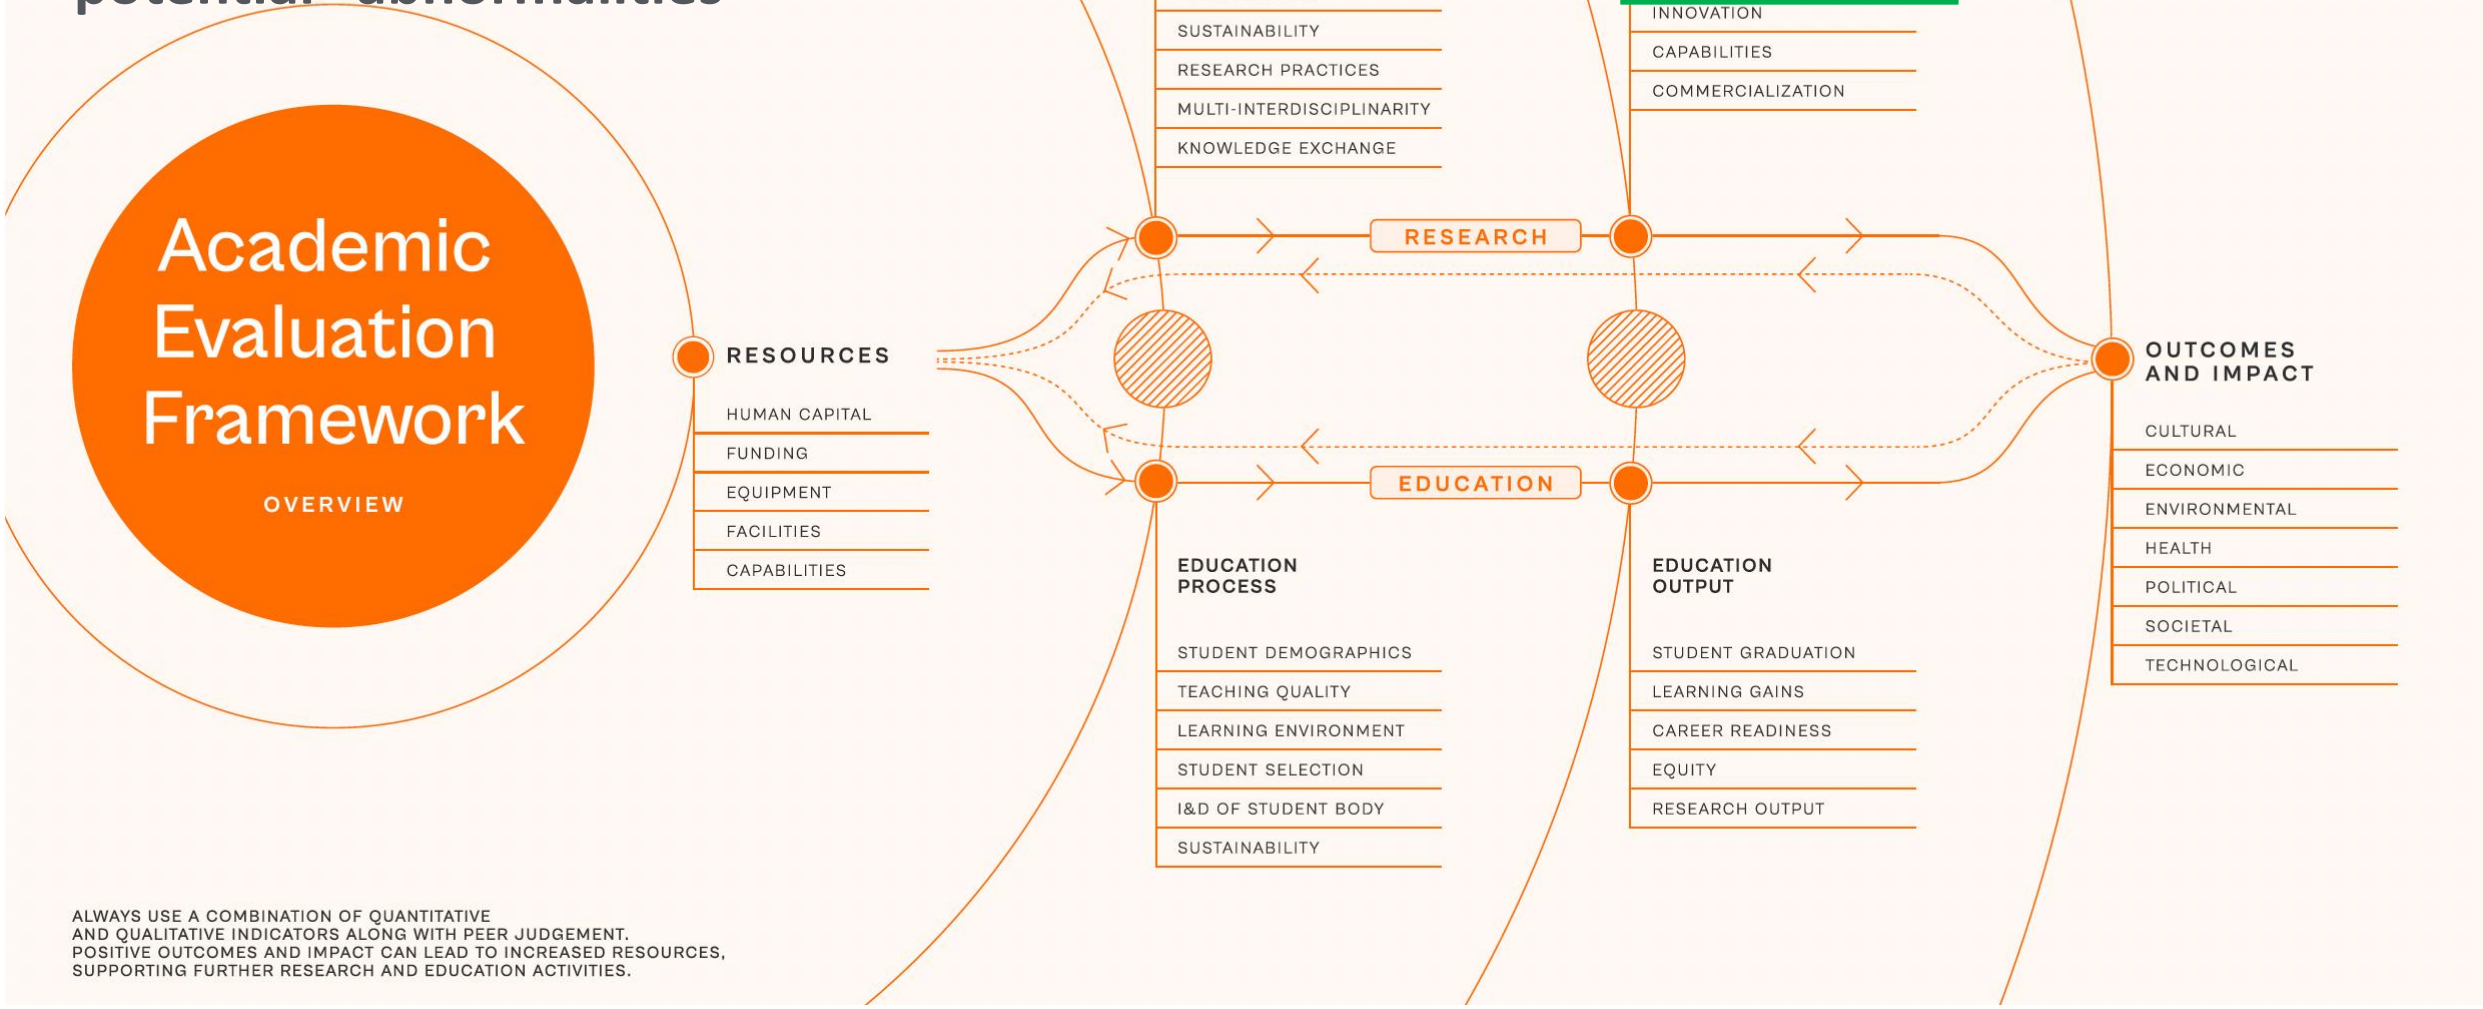 potential "abnormalities"
Academic
Evaluation
Framework
OVERVIEW
RESOURCES
HUMAN CAPITAL
FUNDING
EQUIPMENT
FACILITIES
CAPABILITIES
SUSTAINABILITY
RESEARCH PRACTICES
MULTI-INTERDISCIPLINARITY
KNOWLEDGE EXCHANGE
INNOVATION
CAPABILITIES
COMMERCIALIZATION
RESEARCH
EDUCATION
EDUCATION
PROCESS
STUDENT DEMOGRAPHICS
TEACHING QUALITY
LEARNING ENVIRONMENT
STUDENT SELECTION
I&D OF STUDENT BODY
SUSTAINABILITY
EDUCATION
OUTPUT
STUDENT GRADUATION
LEARNING GAINS
CAREER READINESS
EQUITY
RESEARCH OUTPUT
OUTCOMES
AND IMPACT
CULTURAL
ECONOMIC
ENVIRONMENTAL
HEALTH
POLITICAL
SOCIETAL
TECHNOLOGICAL
ALWAYS USE A COMBINATION OF QUANTITATIVE
AND QUALITATIVE INDICATORS ALONG WITH PEER JUDGEMENT.
POSITIVE OUTCOMES AND IMPACT CAN LEAD TO INCREASED RESOURCES,
SUPPORTING FURTHER RESEARCH AND EDUCATION ACTIVITIES.